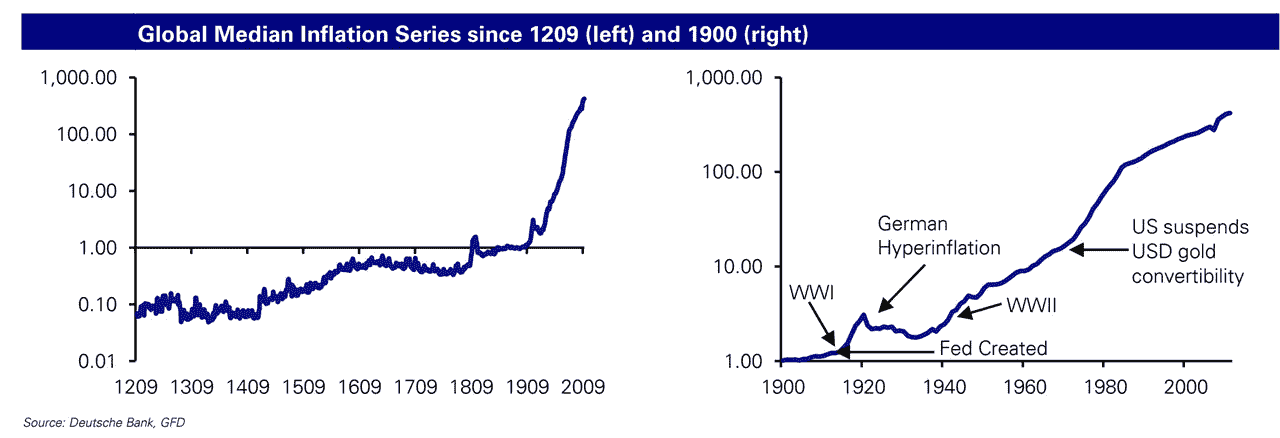 Global Median Inflation Series since 1209 (left) and 1900 (right)
1,000.00
100.00
10.00
1.00
0.10
0.01
1209 1309 1409 1509 1609 1709 1809 1909 2009
1,000.00
100.00
10.00
1.00
German
Hyperinflation
US suspends
USD gold
convertibility
WWI
WWII
Fed Created
1900 1920 1940 1960 1980 2000
Source: Deutsche Bank, GFD